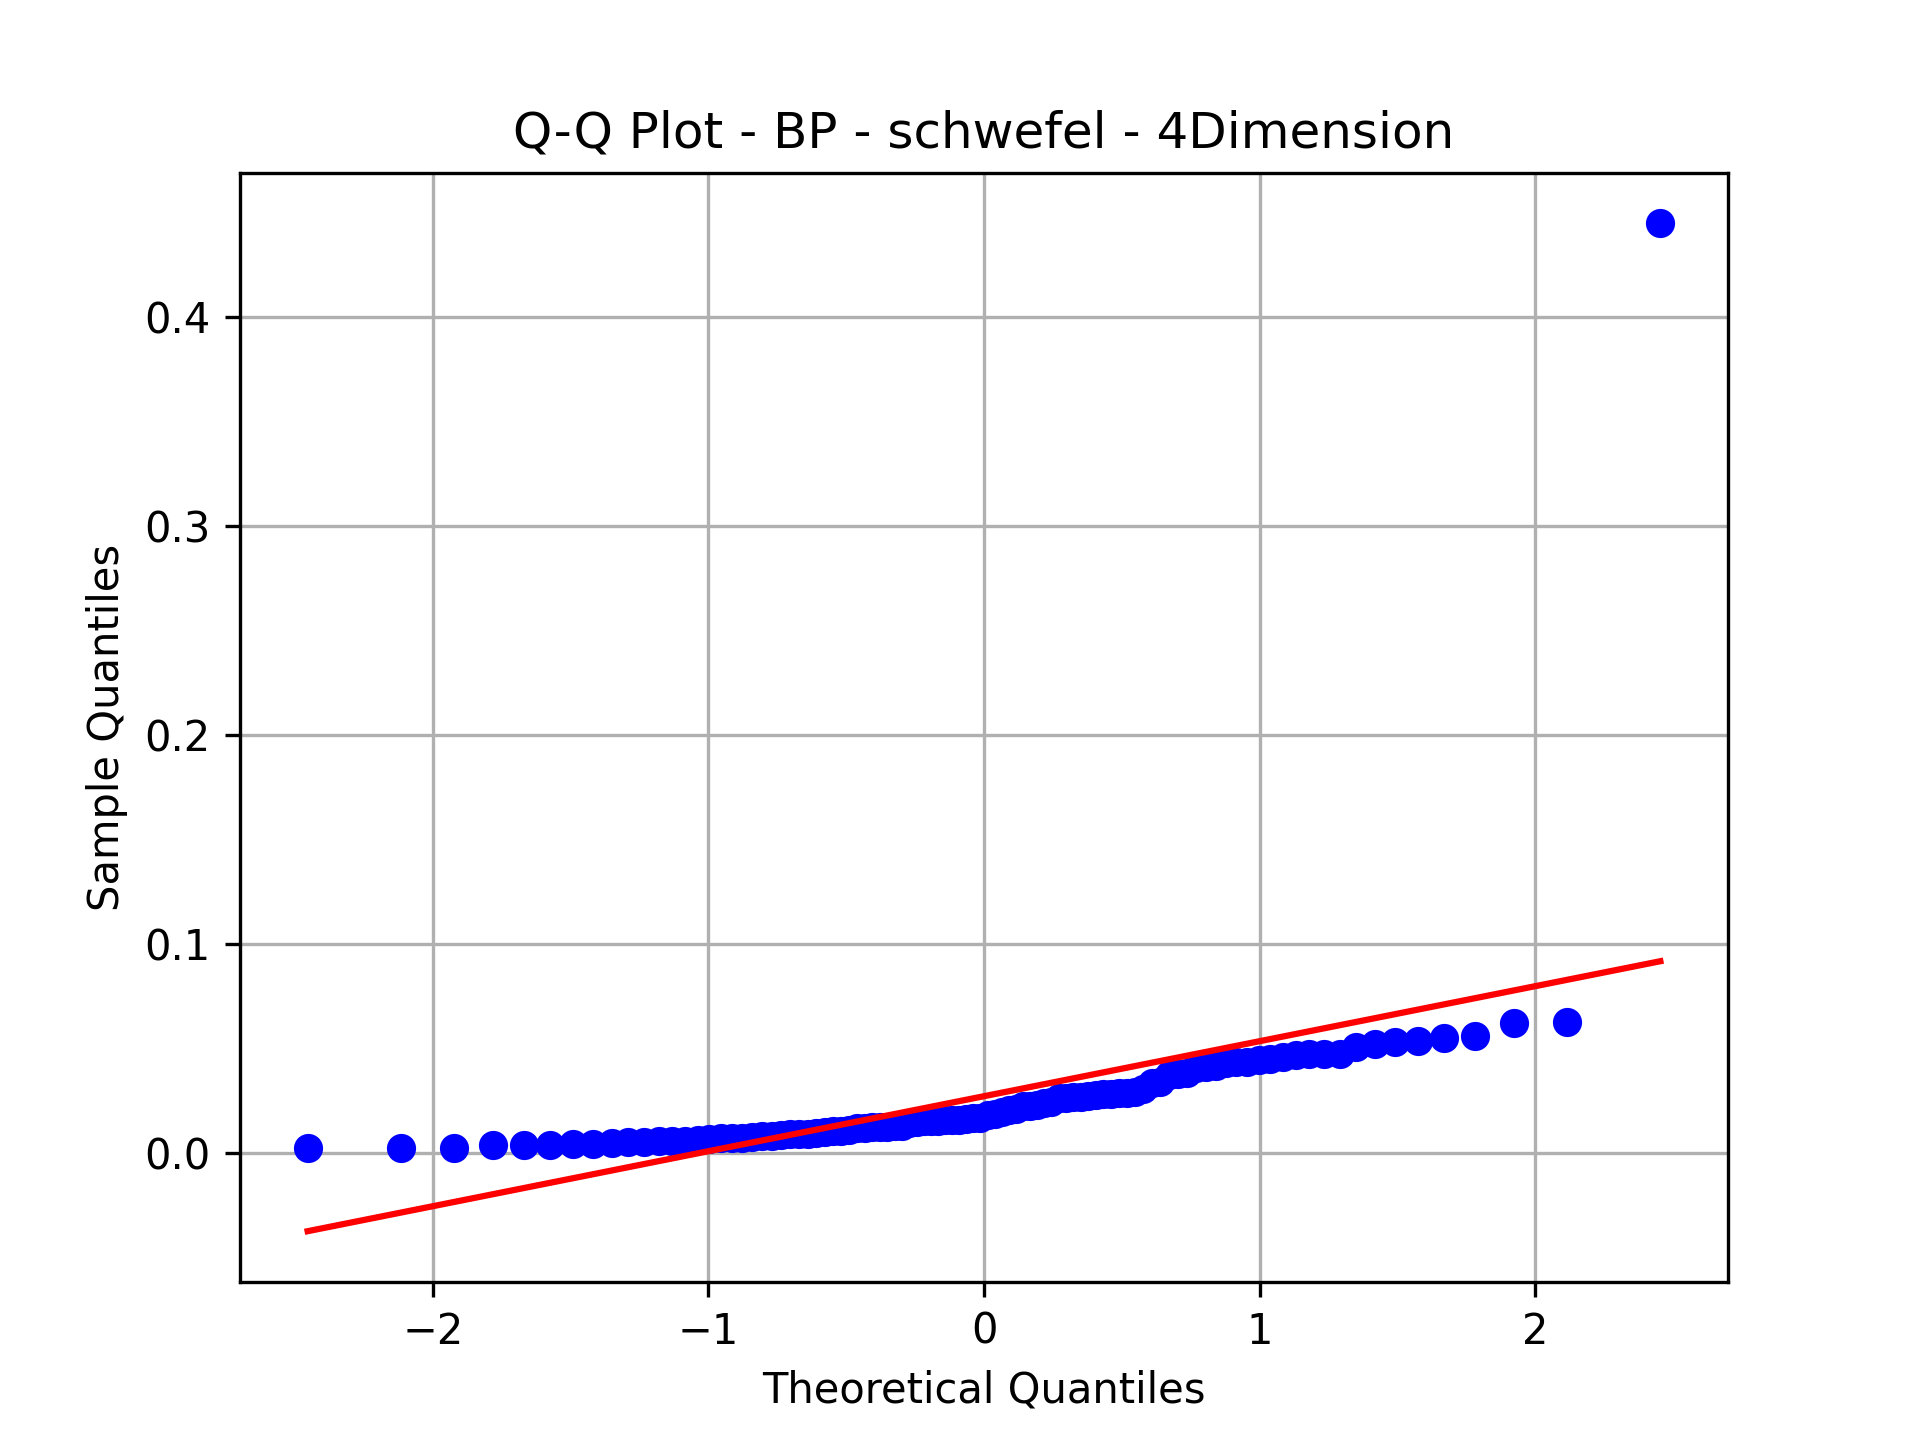 Q-Q Plot - BP - schwefel - 4Dimension
0.4
0.3
0.2
0.1
0.0
Sample Quantiles
−2 −1 0 1 2
Theoretical Quantiles